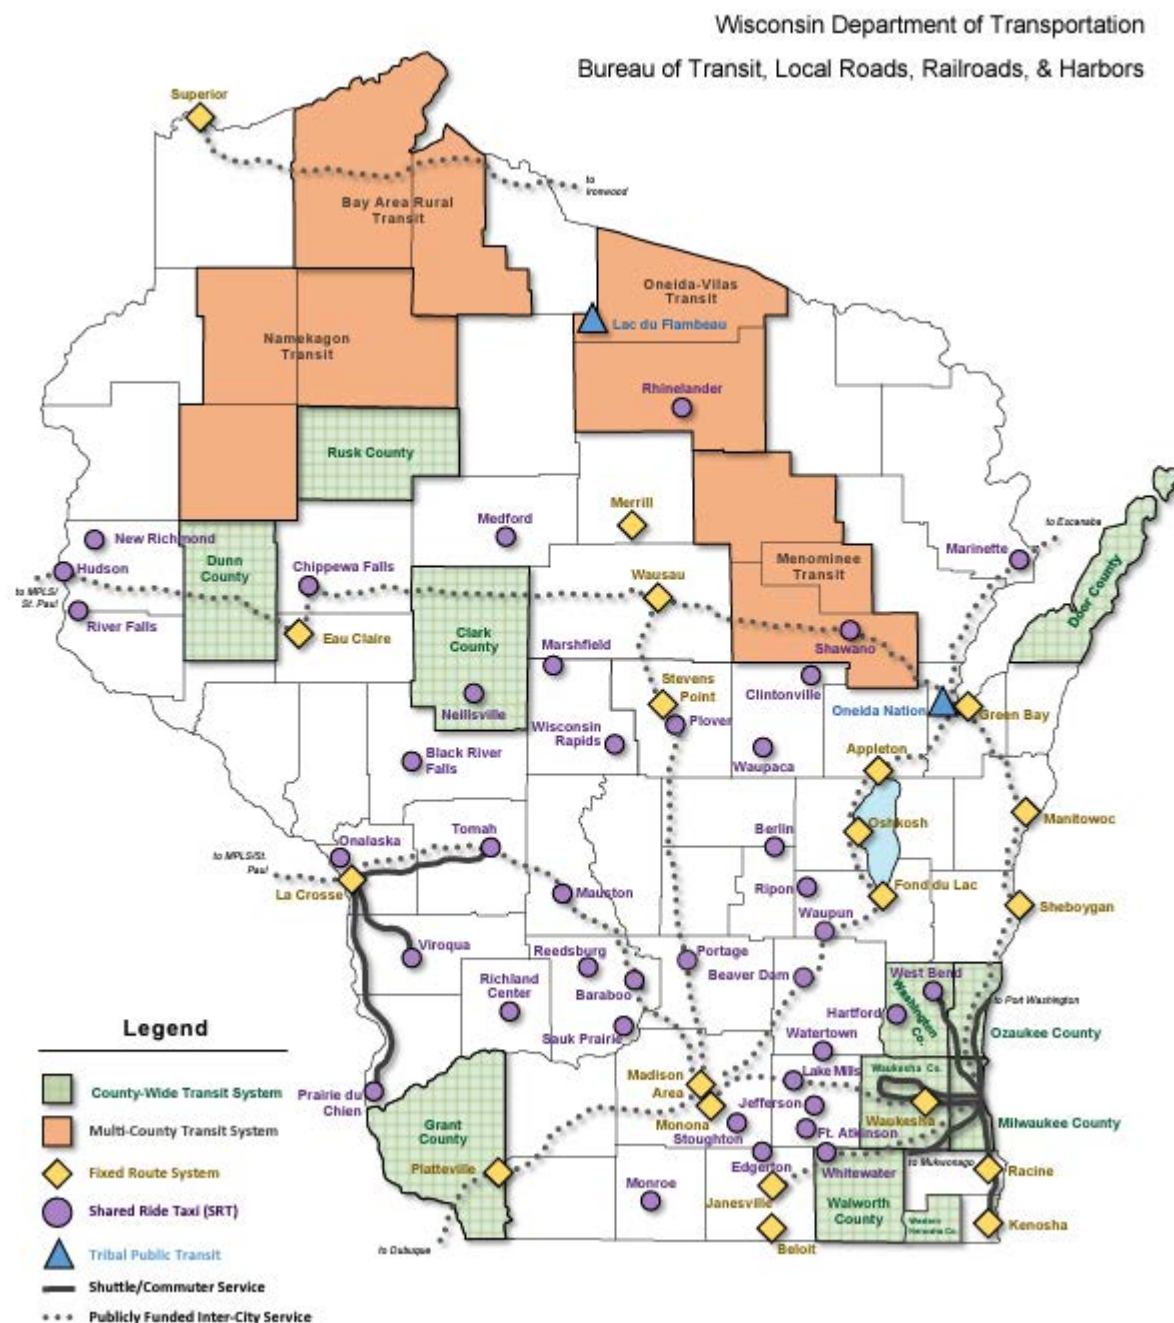 Wisconsin Department of Transportation
Bureau of Transit, Local Roads, Railroads, & Harbors
Superior
to
Ironwood
Bay Area Rural
Transit
Oneida-Vilas
Transit
Lac du Flambeau
Namekagon
Transit
Rhinelander
Rusk County
Merrill
Medford
to Escanaba
New Richmond
Marinette
Dunn
County
Chippewa Falls
Menominee
Transit
Hudson
Wausau
to MPLS/
St. Paul
Door County
River Falls
Eau Claire
Clark
County
Marshfield
Shawano
Stevens
Point
Clintonville
Neillsville
Oneida Nation
Green Bay
Plover
Wisconsin
Rapids
Black River
Falls
Waupaca
Appleton
Manitowoc
Oshkosh
Berlin
Tomah
Onalaska
to MPLS/St.
Paul
La Crosse
Mauston
Ripon
Fond du Lac
Sheboygan
Waupun
Viroqua
Reedsburg
Portage
Beaver Dam
West Bend
Richland
Center
Baraboo
Washington
Co.
to Port Washington
Hartford
Ozaukee County
Sauk Prairie
Watertown
Legend
Madison
Area
Lake Mills
Waukesha Co.
County-Wide Transit System
Prairie du
Chien
Jefferson
Waukesha
Milwaukee County
Multi-County Transit System
Grant
County
Monona
Stoughton
Ft. Atkinson
Fixed Route System
Platteville
Edgerton
Whitewater
to Mukwonago
Racine
Shared Ride Taxi (SRT)
Monroe
Janesville
Walworth
County
Western
Kenosha Co.
Kenosha
Tribal Public Transit
to Dubuque
Beloit
Shuttle/Commuter Service
Publicly Funded Inter-City Service